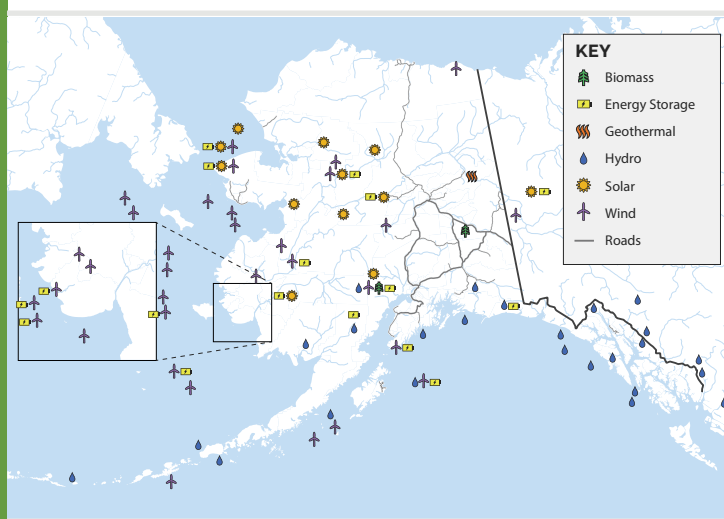 KEY
Biomass
Energy Storage
Geothermal
Hydro
Solar
Wind
Roads